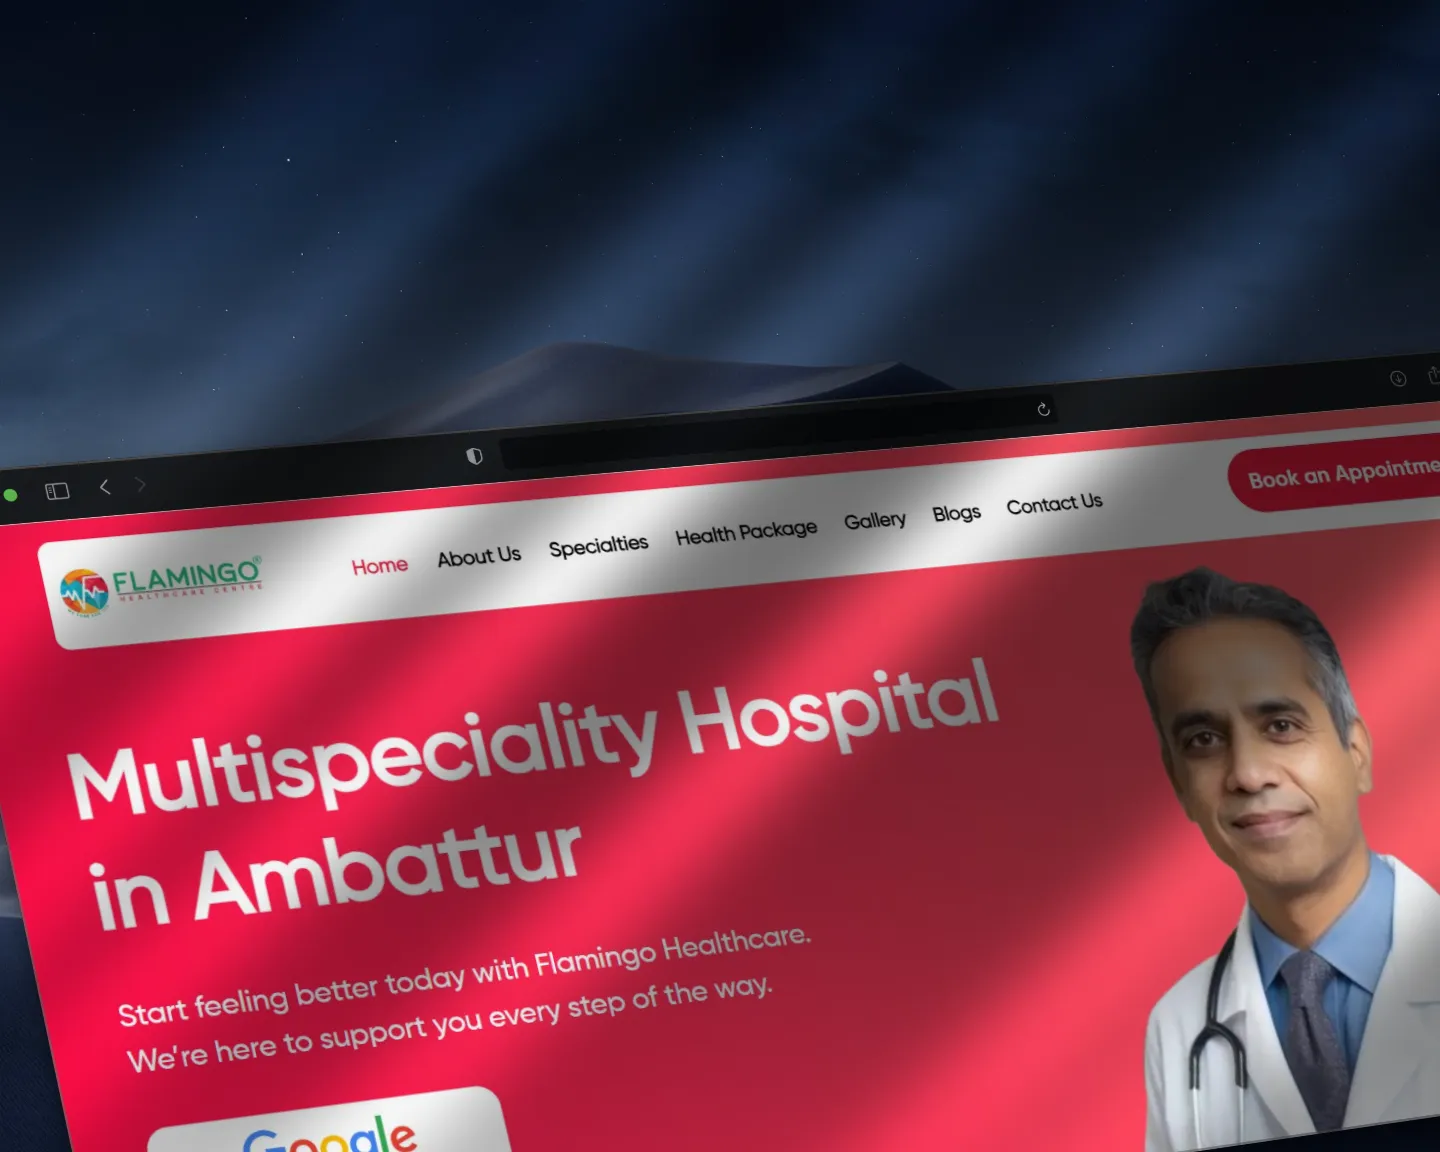 FLAMINGO®
HEALTHCARE CENTRE
Home
About Us
Specialties
Health Package
Gallery
Blogs
Contact Us
Book an Appointme
Multispeciality Hospital
in Ambattur
Start feeling better today with Flamingo Healthcare.
We're here to support you every step of the way.
Google